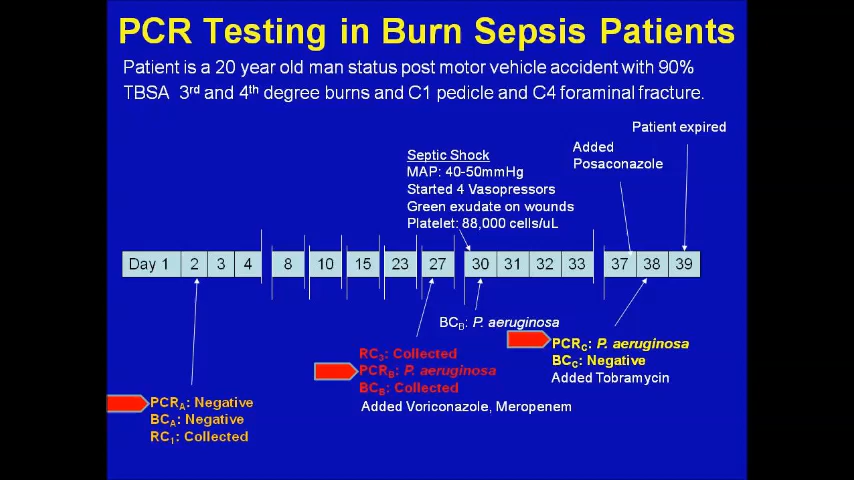 PCR Testing in Burn Sepsis Patients
Patient is a 20 year old man status post motor vehicle accident with 90%
TBSA 3rd and 4th degree burns and C1 pedicle and C4 foraminal fracture.
Patient expired
Added
Posaconazole
Septic Shock
MAP: 40-50mmHg
Started 4 Vasopressors
Green exudate on wounds
Platelet: 88,000 cells/uL
Day 1 2 3 4 8 10 15 23 27 30 31 32 33 37 38 39
BCB: P. aeruginosa
PCRC: P. aeruginosa
BCC: Negative
Added Tobramycin
RC3: Collected
PCRB: P. aeruginosa
BCB: Collected
Added Voriconazole, Meropenem
PCRA: Negative
BCA: Negative
RC1: Collected